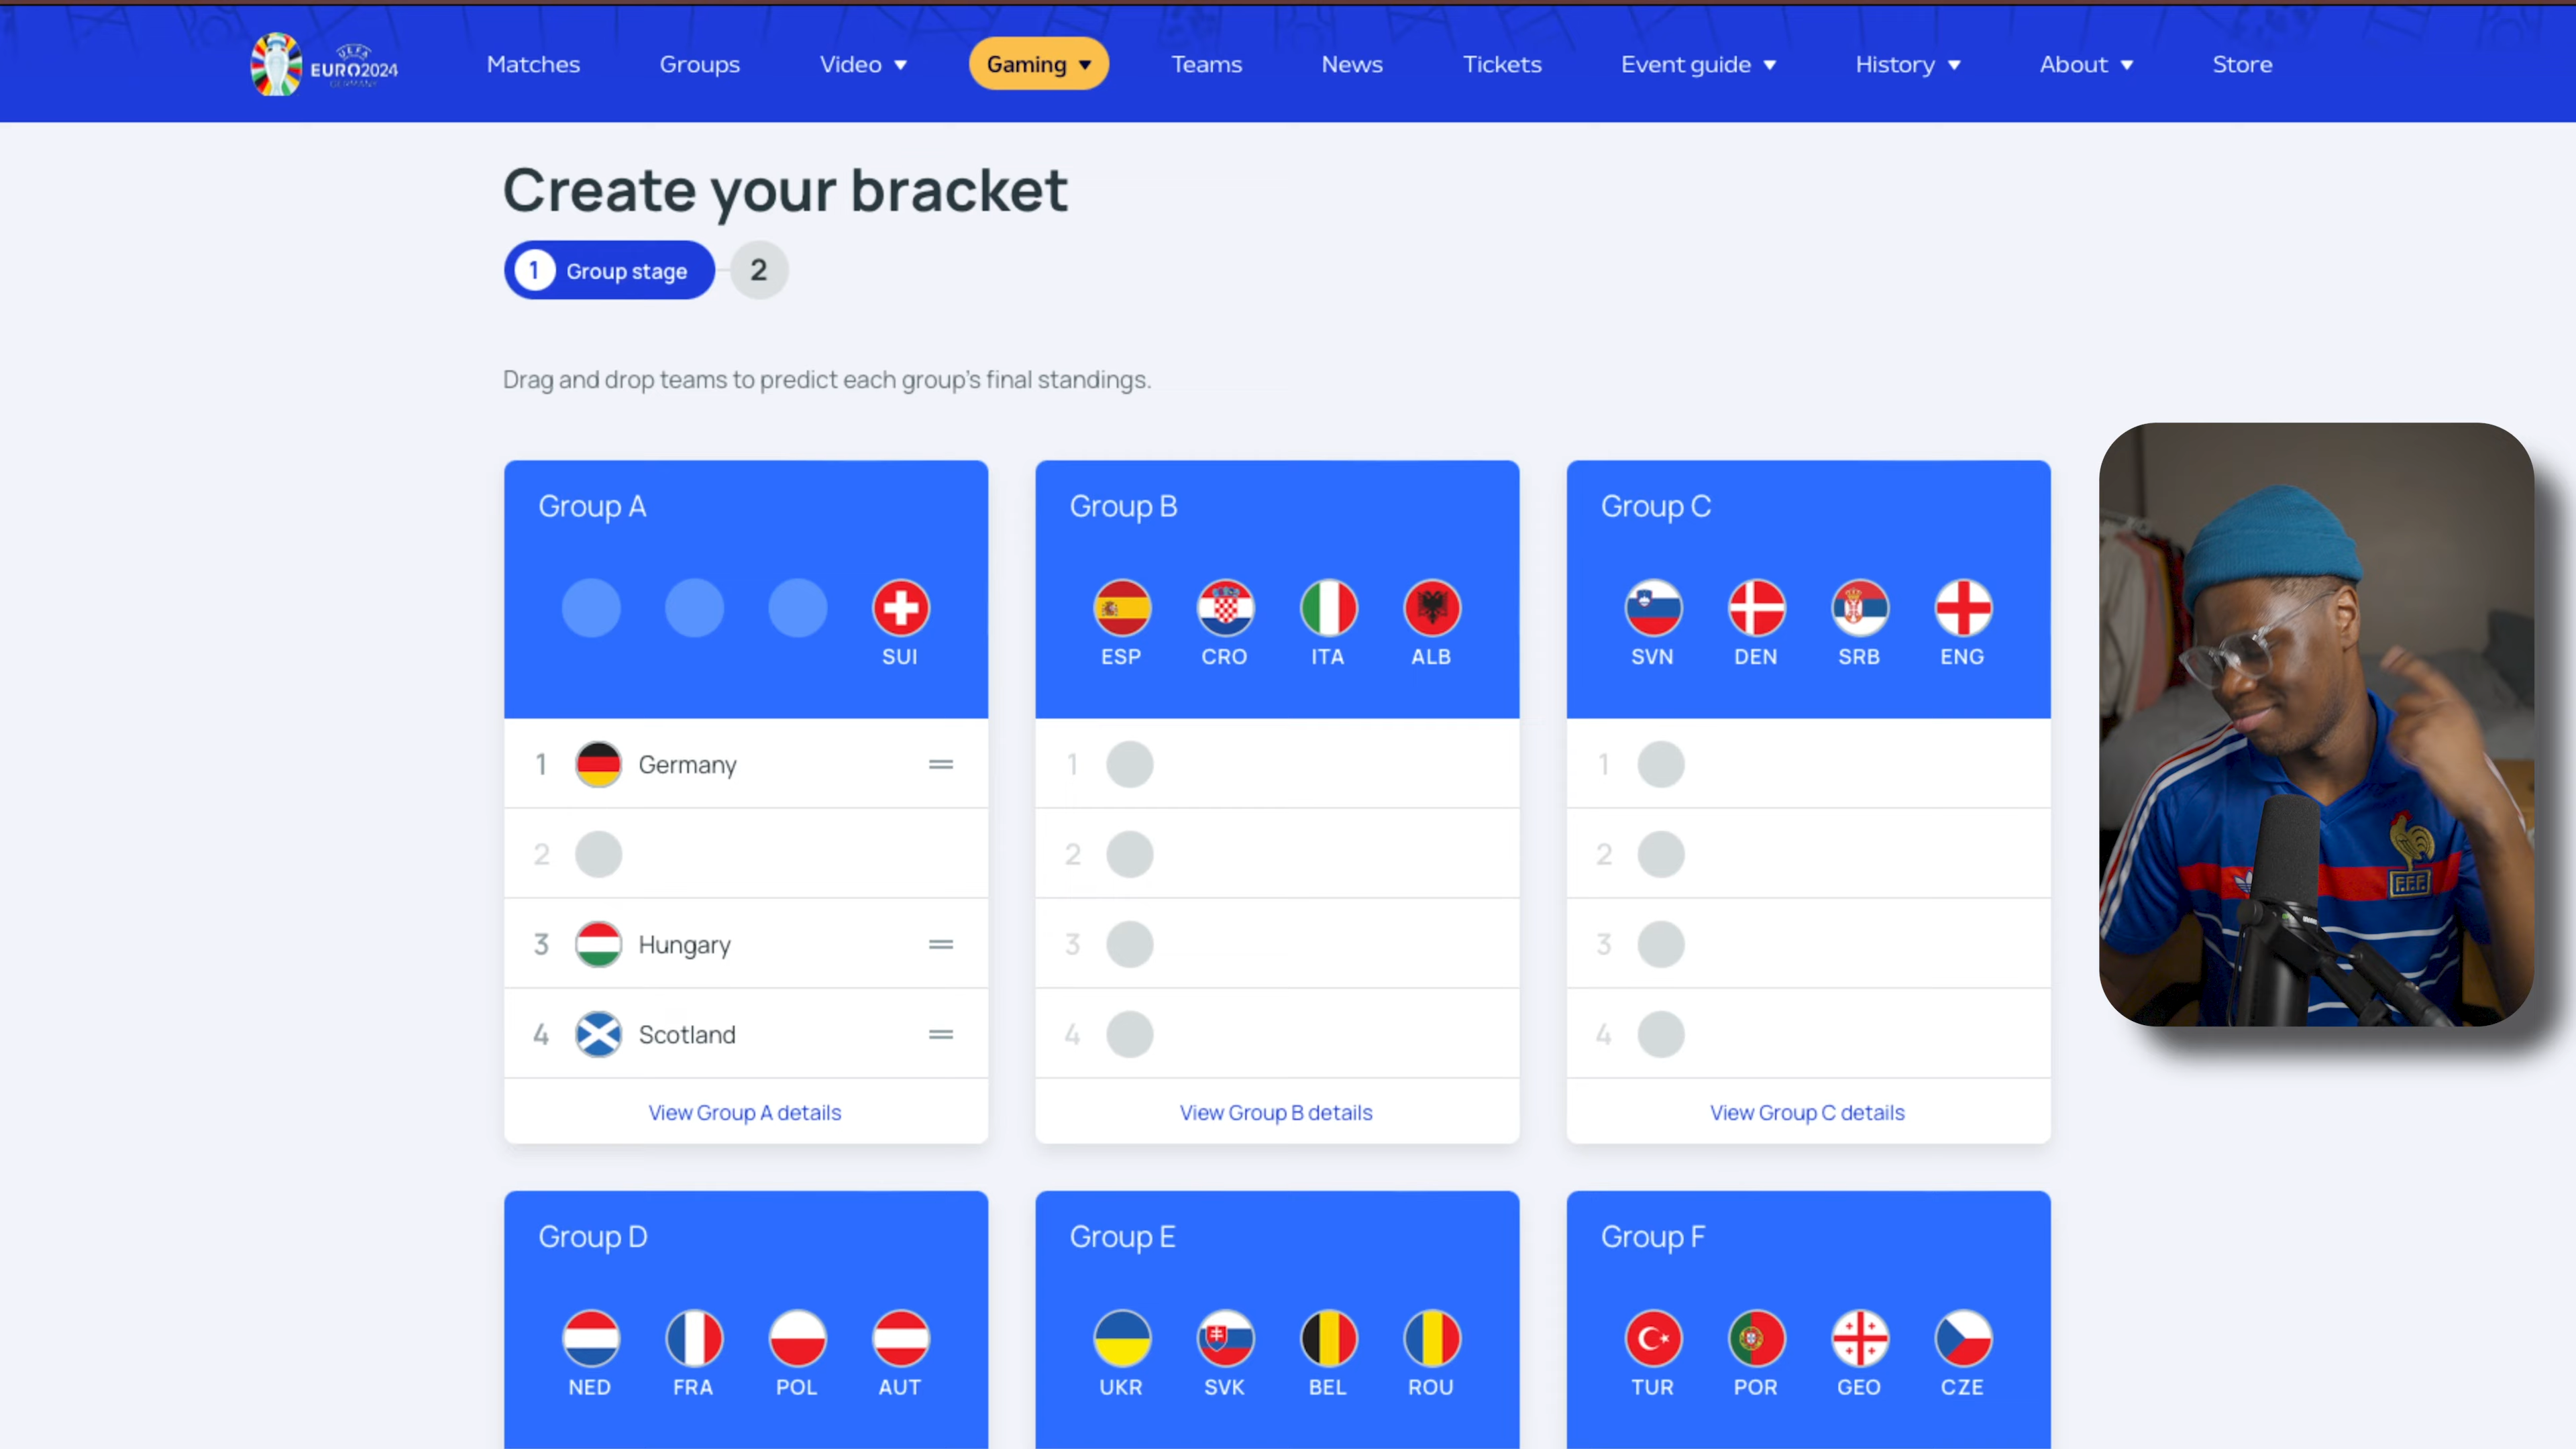 UEFA
EURO2024
GERMANY
Matches
Groups
Video
Gaming
Teams
News
Tickets
Event guide
History
About
Store
Create your bracket
1 Group stage
2
Drag and drop teams to predict each group's final standings.
Group A
SUI
1 Germany
2
3 Hungary
4 Scotland
View Group A details
Group B
ESP CRO ITA ALB
1
2
3
4
View Group B details
Group C
SVN DEN SRB ENG
1
2
3
4
View Group C details
Group D
NED FRA POL AUT
Group E
UKR SVK BEL ROU
Group F
TUR POR GEO CZE
F.F.F.